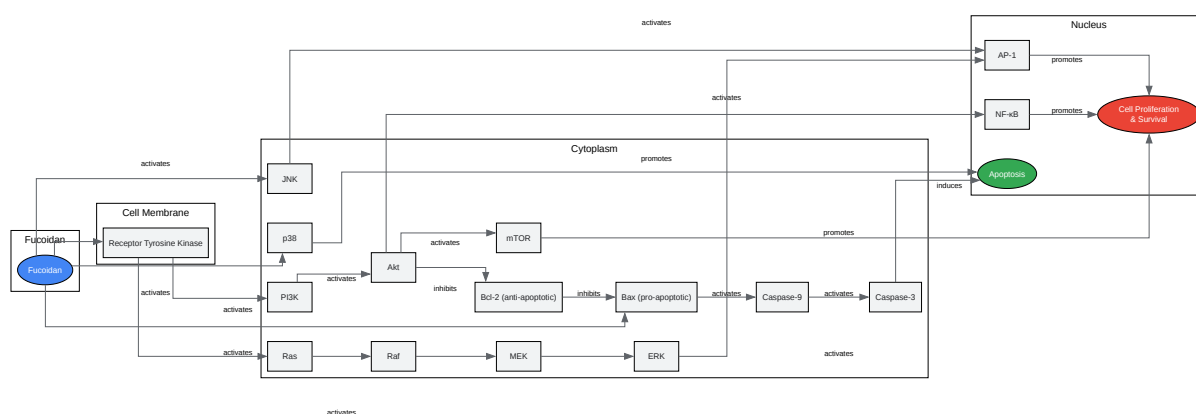 activates
Nucleus
AP-1
promotes
activates
NF-κB
promotes
Cell Proliferation
& Survival
Cytoplasm
activates
promotes
JNK
Apoptosis
induces
Cell Membrane
Fucoidan
Receptor Tyrosine Kinase
p38
mTOR
promotes
activates
Fucoidan
Akt
activates
activates
inhibits
PI3K
activates
Bcl-2 (anti-apoptotic)
inhibits
Bax (pro-apoptotic)
activates
Caspase-9
activates
Caspase-3
activates
Ras
Raf
MEK
ERK
activates
activates
activates